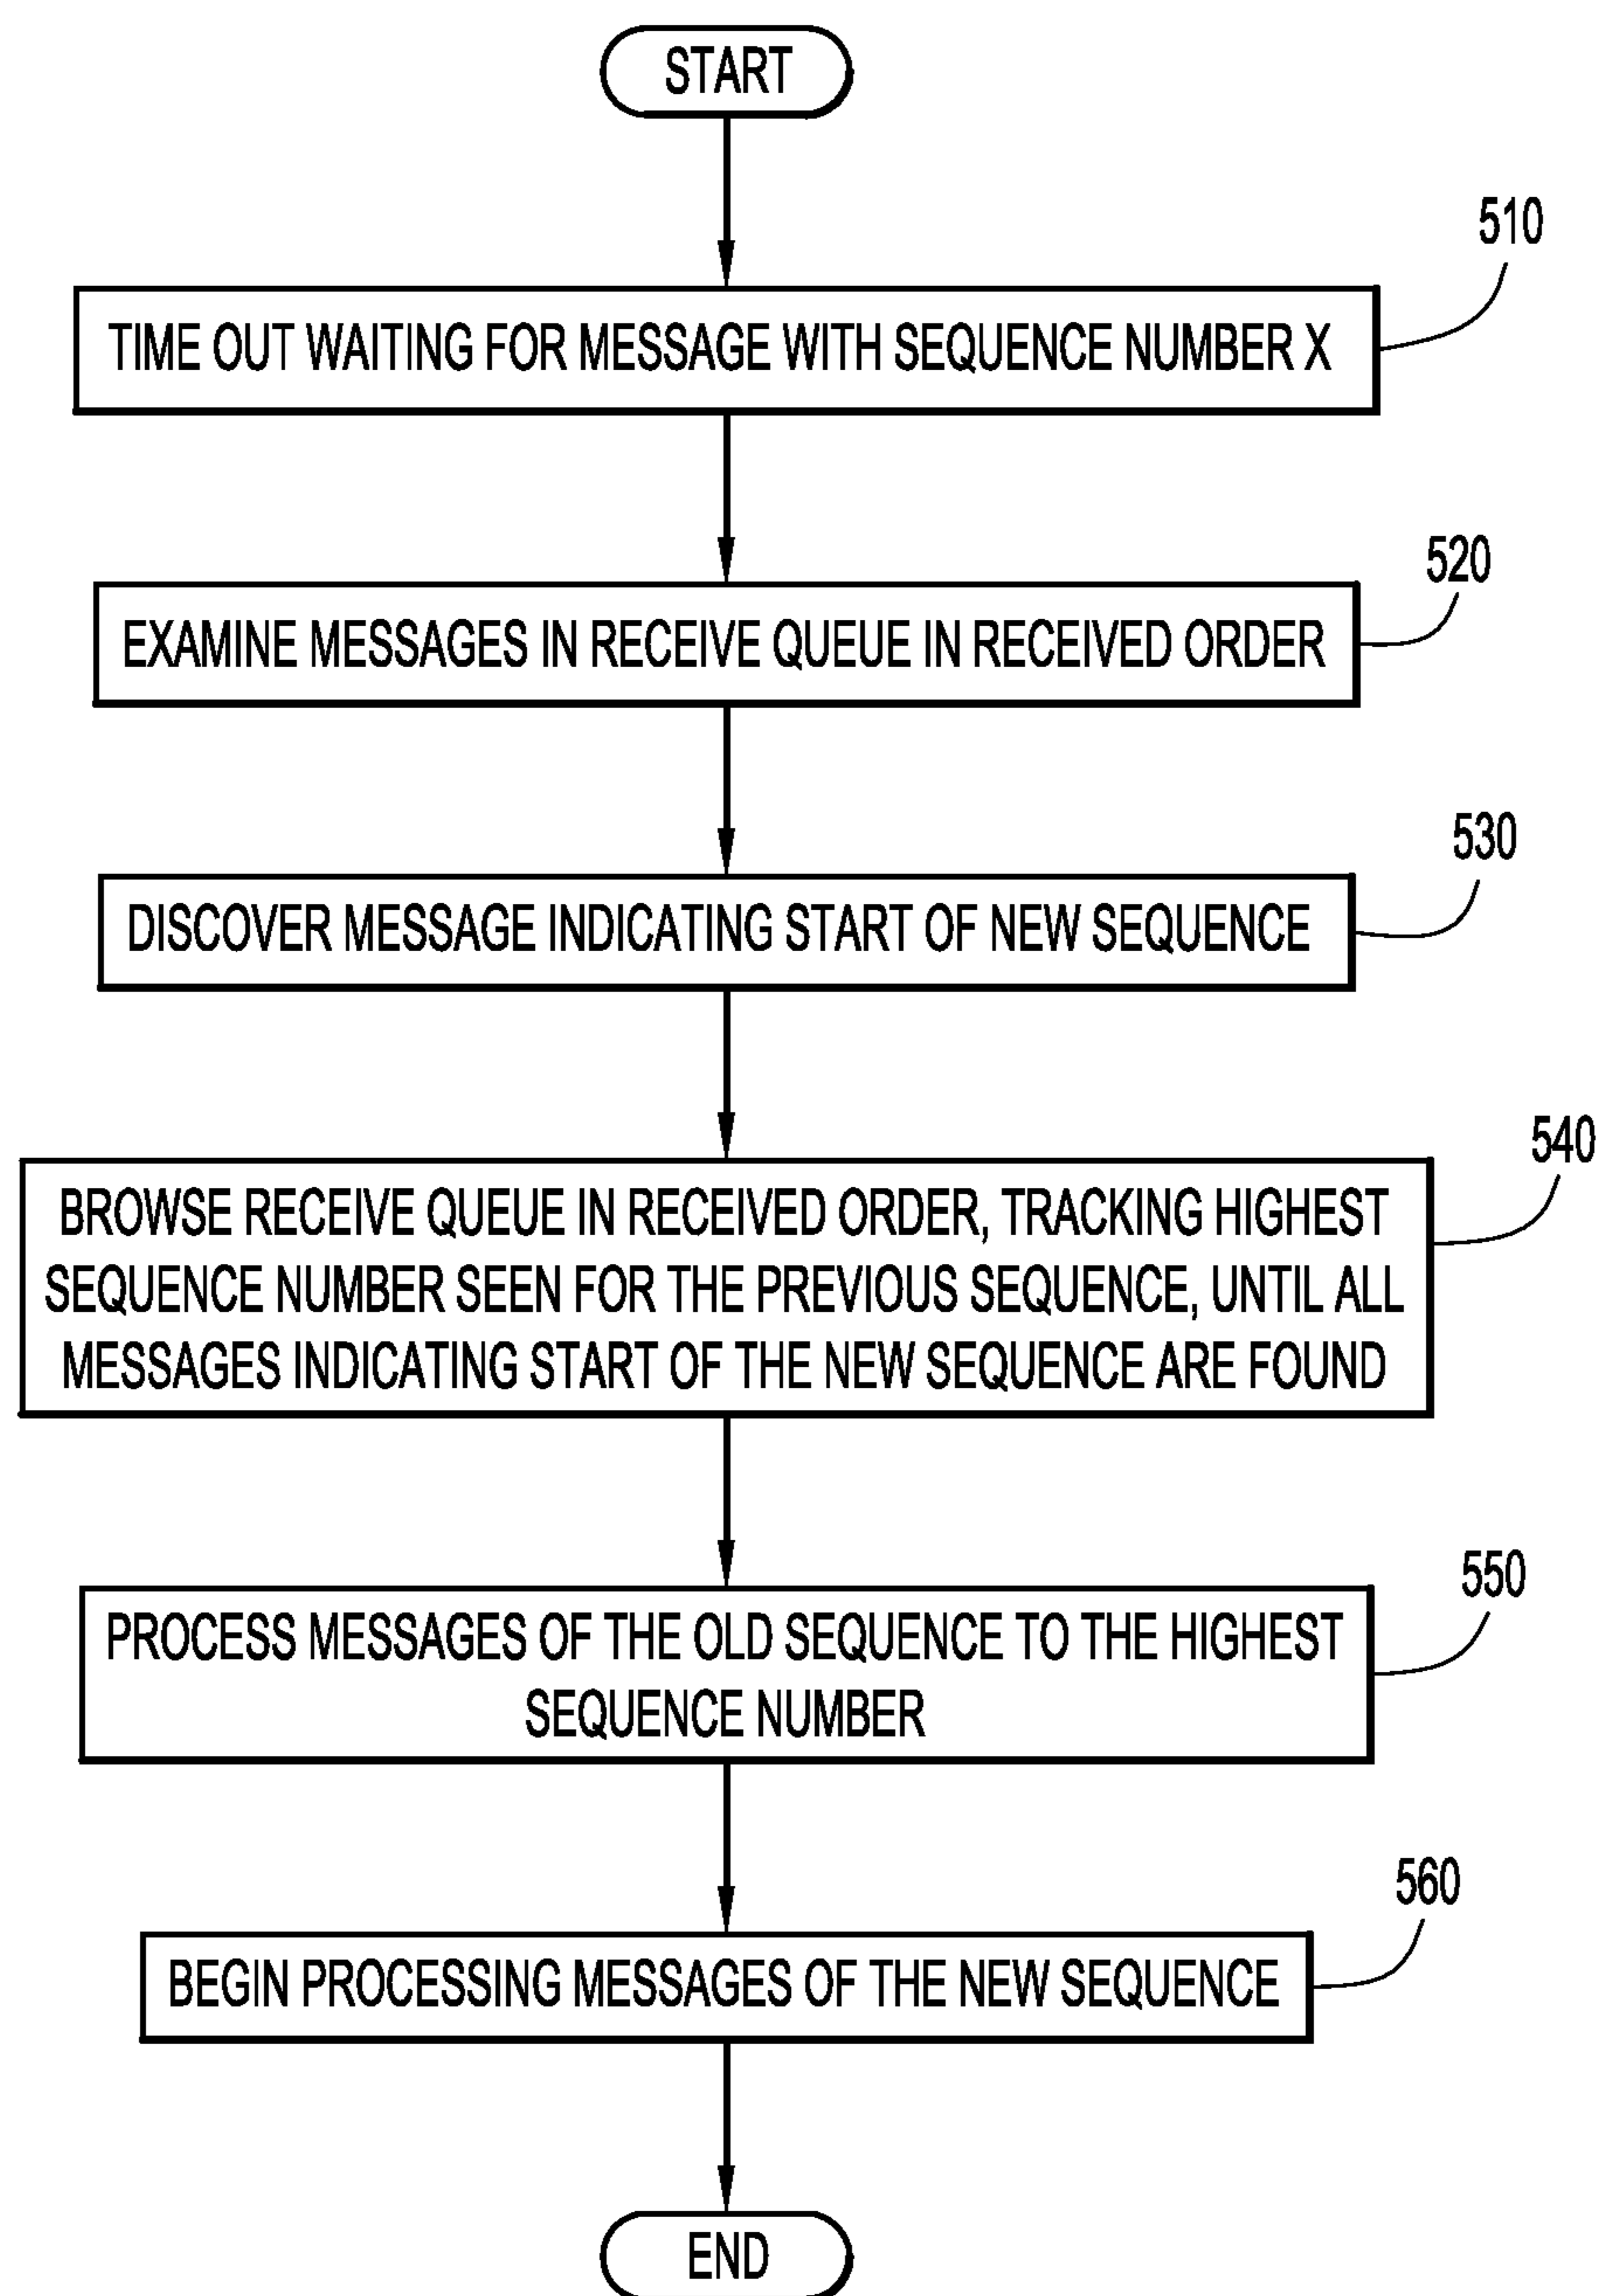 START
510
TIME OUT WAITING FOR MESSAGE WITH SEQUENCE NUMBER X
520
EXAMINE MESSAGES IN RECEIVE QUEUE IN RECEIVED ORDER
530
DISCOVER MESSAGE INDICATING START OF NEW SEQUENCE
540
BROWSE RECEIVE QUEUE IN RECEIVED ORDER, TRACKING HIGHEST
SEQUENCE NUMBER SEEN FOR THE PREVIOUS SEQUENCE, UNTIL ALL
MESSAGES INDICATING START OF THE NEW SEQUENCE ARE FOUND
550
PROCESS MESSAGES OF THE OLD SEQUENCE TO THE HIGHEST
SEQUENCE NUMBER
560
BEGIN PROCESSING MESSAGES OF THE NEW SEQUENCE
END